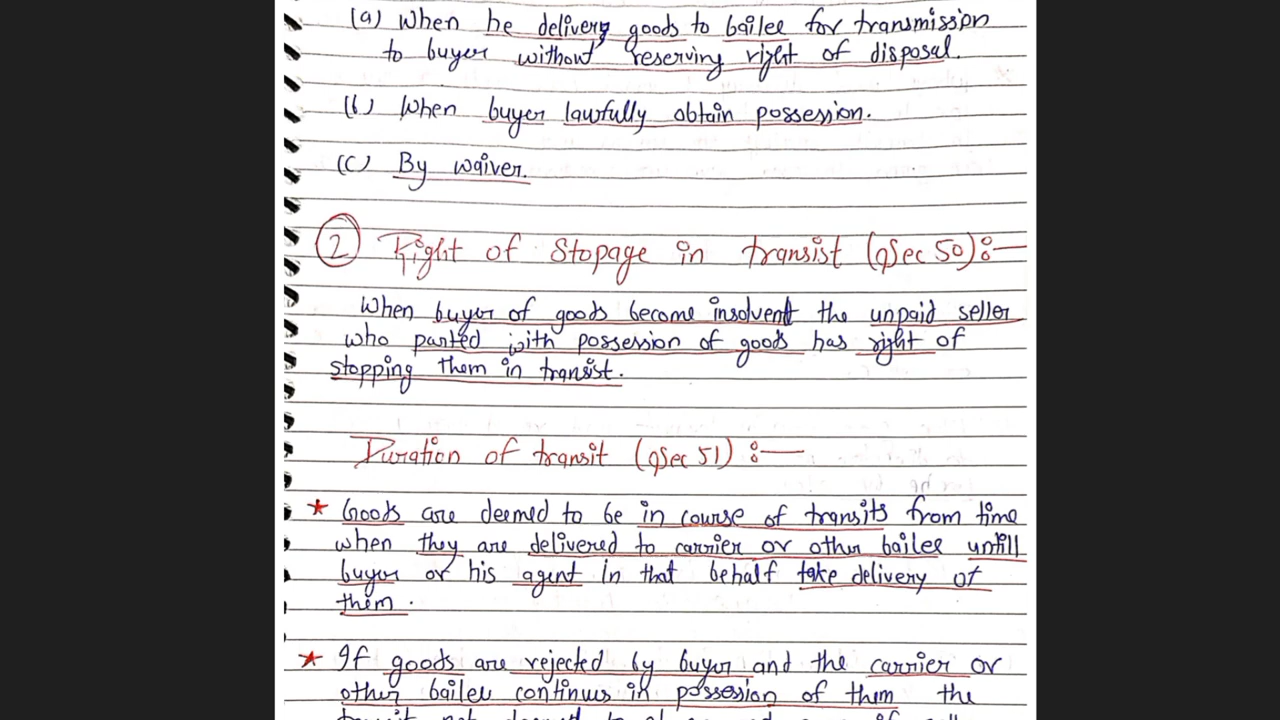 (a) When he delivery goods to bailee for transmission
to buyer without reserving right of disposal.
(b) When buyer lawfully obtain possession.
(c) By waiver.
2 Right of Stopage in transist (Sec 50):—
When buyer of goods become insolvent the unpaid seller
who parted with possession of goods has right of
stopping them in transist.
Duration of transit (Sec 51) :—
★ Goods are deemed to be in course of transits from time
when they are delivered to carrier or other bailee untill
buyer or his agent in that behalf take delivery of
them.
★ If goods are rejected by buyer and the carrier or
other bailee continus in possession of them the